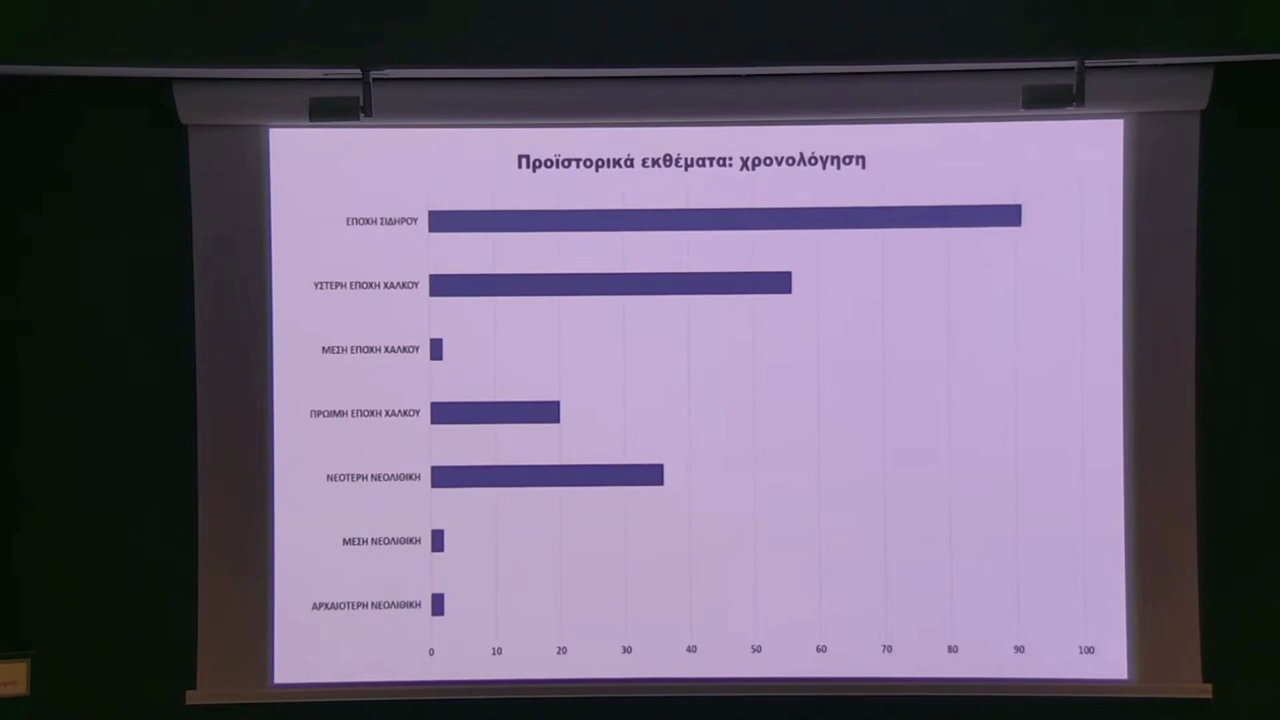 Προϊστορικά εκθέματα: χρονολόγηση
ΕΠΟΧΗ ΣΙΔΗΡΟΥ
ΥΣΤΕΡΗ ΕΠΟΧΗ ΧΑΛΚΟΥ
ΜΕΣΗ ΕΠΟΧΗ ΧΑΛΚΟΥ
ΠΡΩΙΜΗ ΕΠΟΧΗ ΧΑΛΚΟΥ
ΝΕΟΤΕΡΗ ΝΕΟΛΙΘΙΚΗ
ΜΕΣΗ ΝΕΟΛΙΘΙΚΗ
ΑΡΧΑΙΟΤΕΡΗ ΝΕΟΛΙΘΙΚΗ
0 10 20 30 40 50 60 70 80 90 100